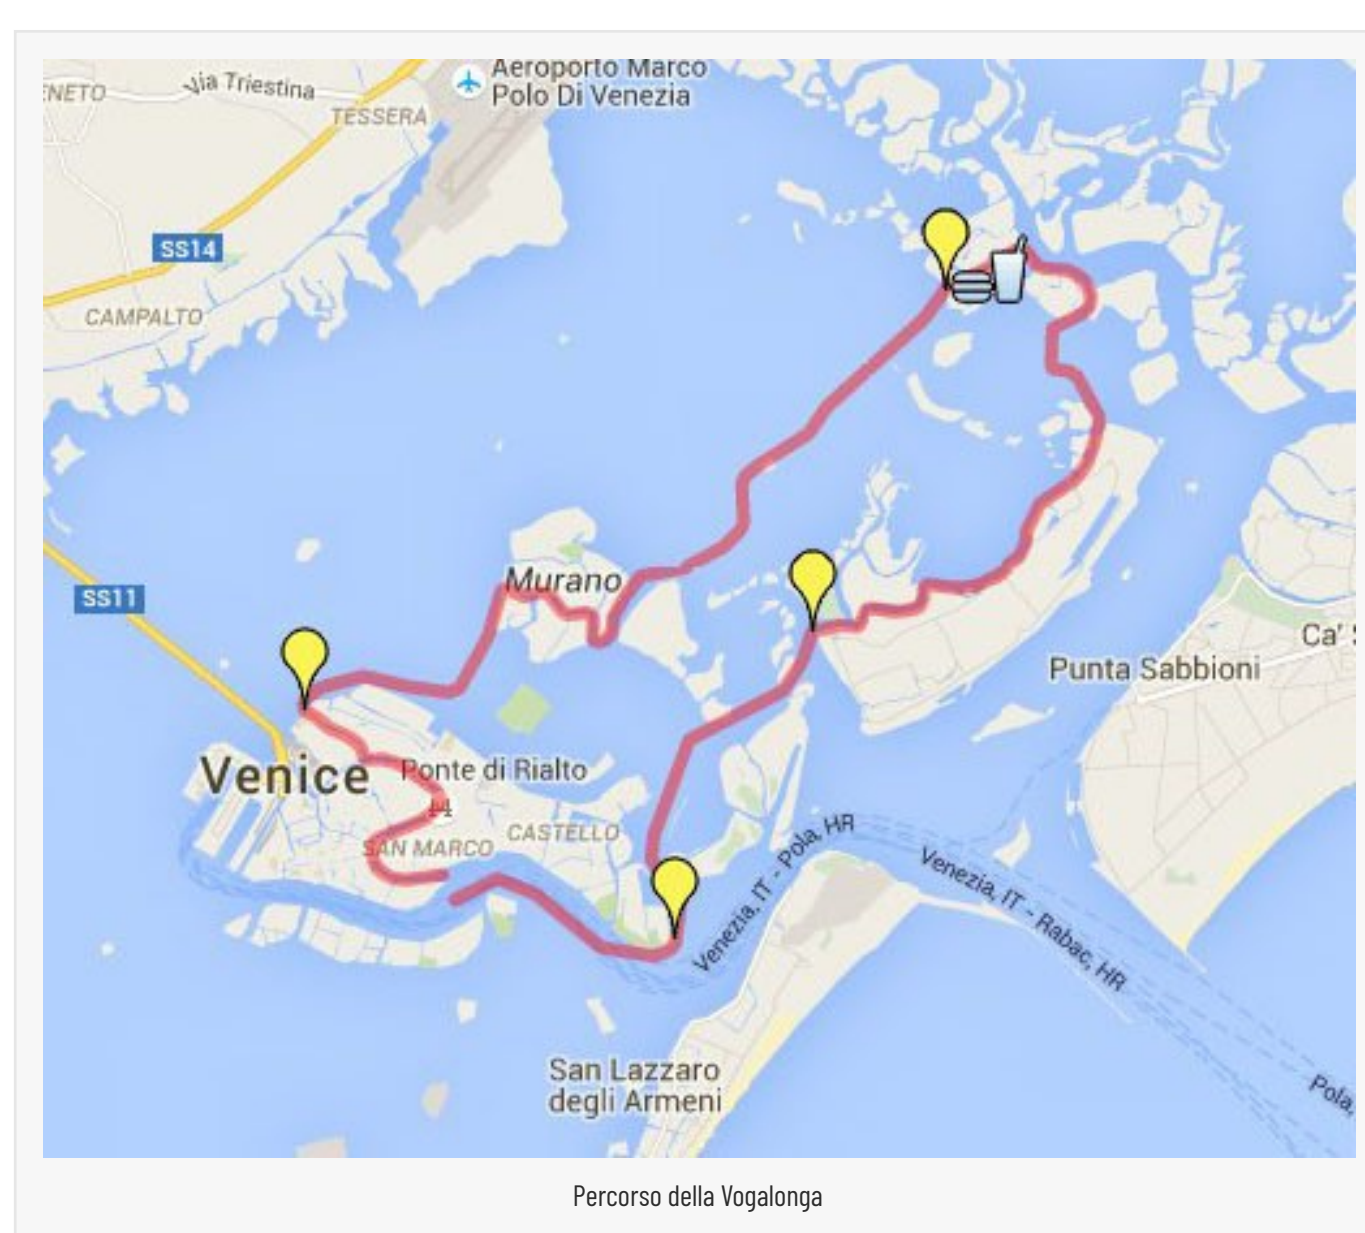 Aeroporto Marco
Polo Di Venezia
Via Triestina
TESSERA
SS14
CAMPALTO
SS11
Murano
Ca'
Punta Sabbioni
Venice
Ponte di Rialto
CASTELLO
SAN MARCO
Venezia, IT - Pola, HR
Venezia, IT - Rabac, HR
San Lazzaro
degli Armeni
Pola,
Percorso della Vogalonga